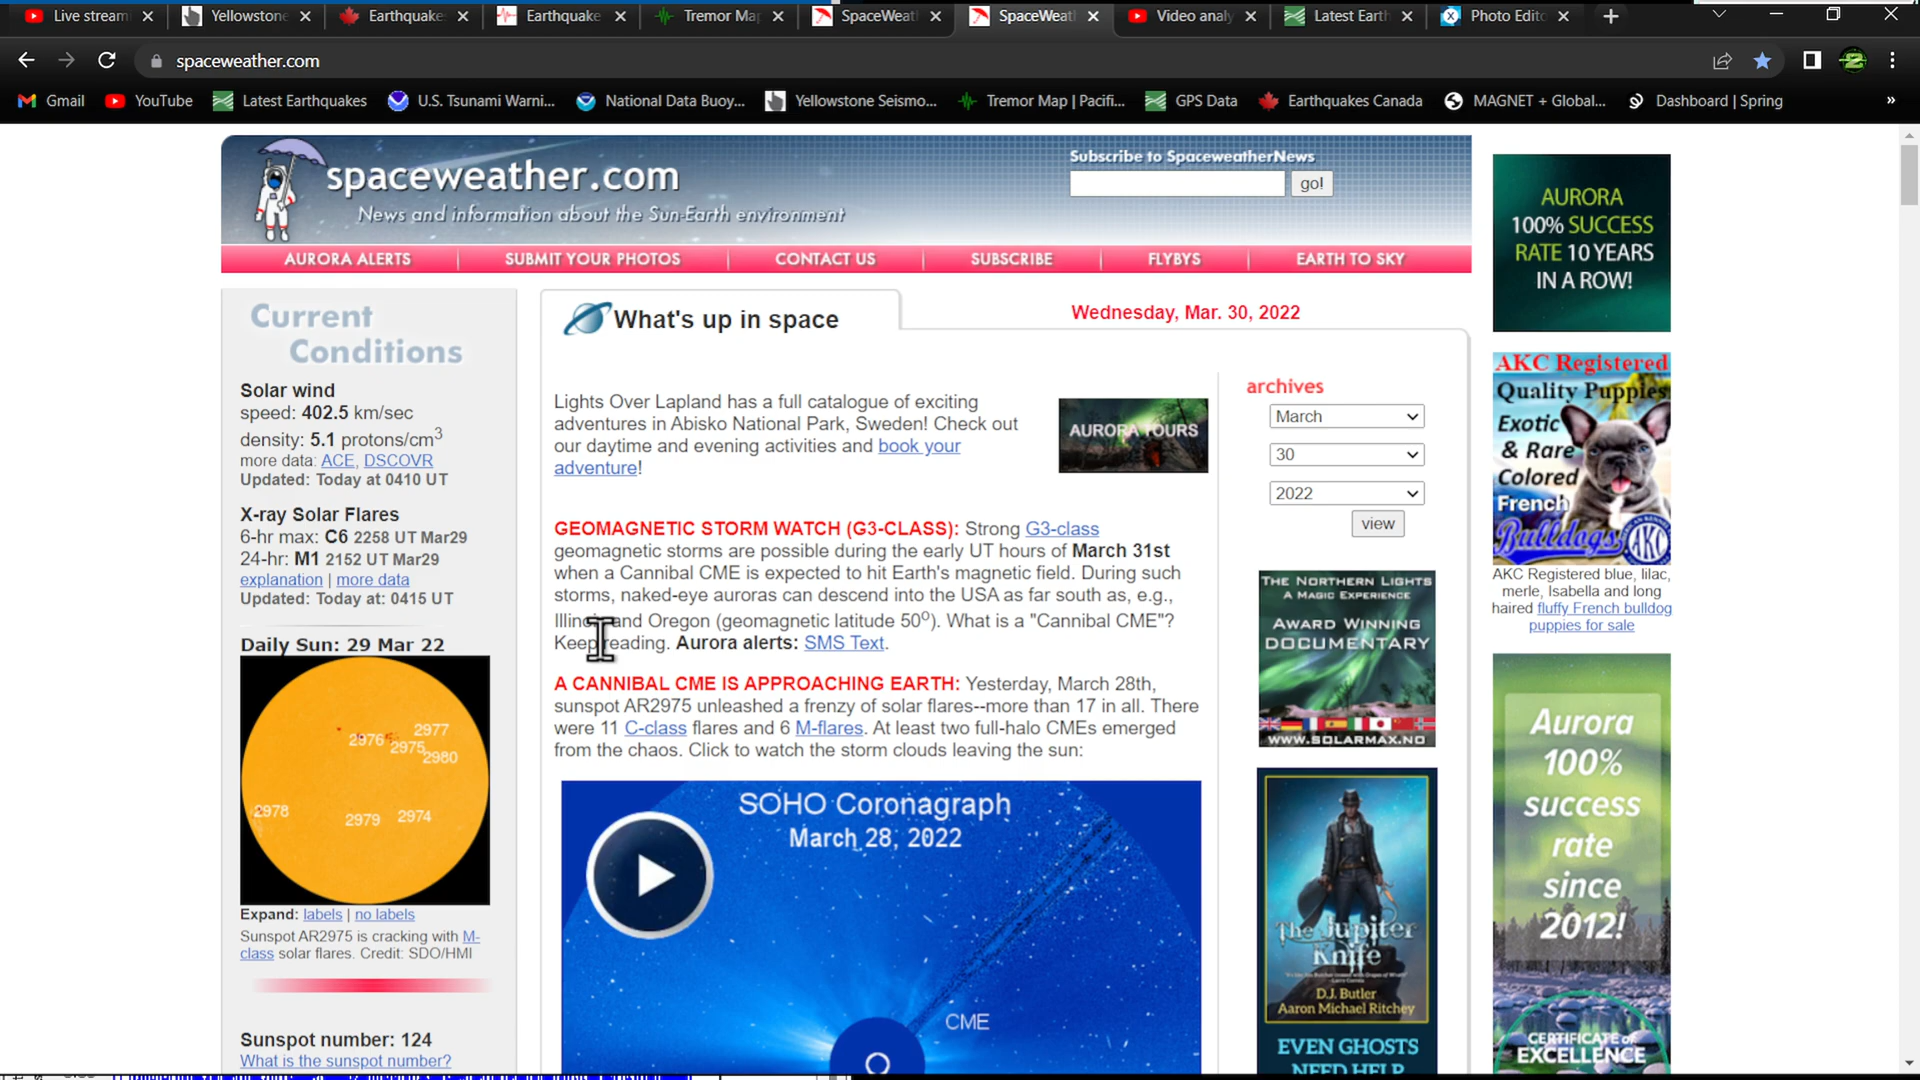 Live stream
Yellowstone
Earthquake
Earthquake
Tremor Ma
SpaceWeat
SpaceWeat
Video analy
Latest Earth
Photo Edito
spaceweather.com
Gmail
YouTube
Latest Earthquakes
U.S. Tsunami Warni...
National Data Buoy...
Yellowstone Seismo...
Tremor Map | Pacifi...
GPS Data
Earthquakes Canada
MAGNET + Global...
Dashboard | Spring
»
spaceweather.com
News and information about the Sun-Earth environment
Subscribe to SpaceweatherNews
go!
AURORA ALERTS
SUBMIT YOUR PHOTOS
CONTACT US
SUBSCRIBE
FLYBYS
EARTH TO SKY
Current
Conditions
Solar wind
speed: 402.5 km/sec
density: 5.1 protons/cm3
more data: ACE, DSCOVR
Updated: Today at 0410 UT
X-ray Solar Flares
6-hr max: C6 2258 UT Mar29
24-hr: M1 2152 UT Mar29
explanation | more data
Updated: Today at: 0415 UT
Daily Sun: 29 Mar 22
2976
2977
2975
2980
2978
2979
2974
Expand: labels | no labels
Sunspot AR2975 is cracking with M-
class solar flares. Credit: SDO/HMI
Sunspot number: 124
What is the sunspot number?
What's up in space
Wednesday, Mar. 30, 2022
Lights Over Lapland has a full catalogue of exciting
adventures in Abisko National Park, Sweden! Check out
our daytime and evening activities and book your
adventure!
AURORA TOURS
GEOMAGNETIC STORM WATCH (G3-CLASS): Strong G3-class
geomagnetic storms are possible during the early UT hours of March 31st
when a Cannibal CME is expected to hit Earth's magnetic field. During such
storms, naked-eye auroras can descend into the USA as far south as, e.g.,
Illinois and Oregon (geomagnetic latitude 50o). What is a "Cannibal CME"?
Keep reading. Aurora alerts: SMS Text.
A CANNIBAL CME IS APPROACHING EARTH: Yesterday, March 28th,
sunspot AR2975 unleashed a frenzy of solar flares--more than 17 in all. There
were 11 C-class flares and 6 M-flares. At least two full-halo CMEs emerged
from the chaos. Click to watch the storm clouds leaving the sun:
SOHO Coronagraph
March 28, 2022
CME
archives
March
30
2022
view
THE NORTHERN LIGHTS
A MAGIC EXPERIENCE
AWARD WINNING
DOCUMENTARY
WWW.SOLARMAX.NO
The Jupiter
Knife
D.J. Butler
Aaron Michael Ritchey
EVEN GHOSTS
NEED HELP
AURORA
100% SUCCESS
RATE 10 YEARS
IN A ROW!
AKC Registered
Quality Puppies
Exotic
& Rare
Colored
French
Bulldogs
AKC
AKC Registered blue, lilac,
merle, Isabella and long
haired fluffy French bulldog
puppies for sale
Aurora
100%
success
rate
since
2012!
CERTIFICATE of
EXCELLENCE